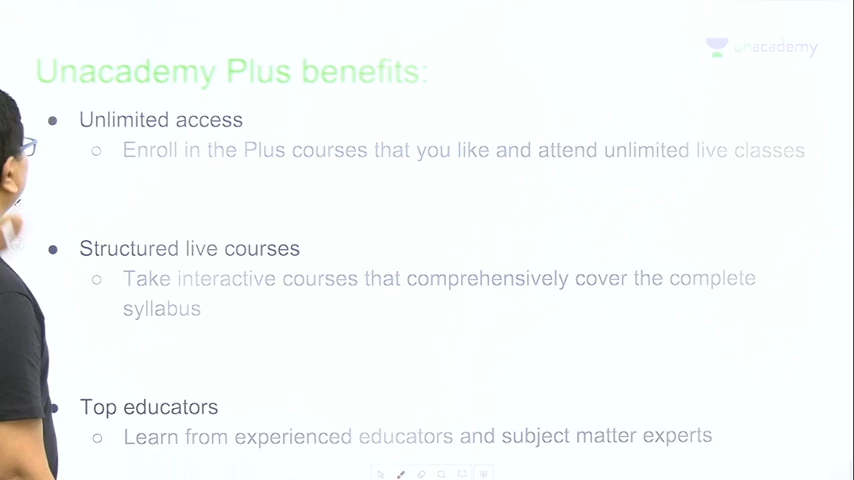 unacademy
Unacademy Plus benefits:
● Unlimited access
○ Enroll in the Plus courses that you like and attend unlimited live classes
● Structured live courses
○ Take interactive courses that comprehensively cover the complete
syllabus
● Top educators
○ Learn from experienced educators and subject matter experts